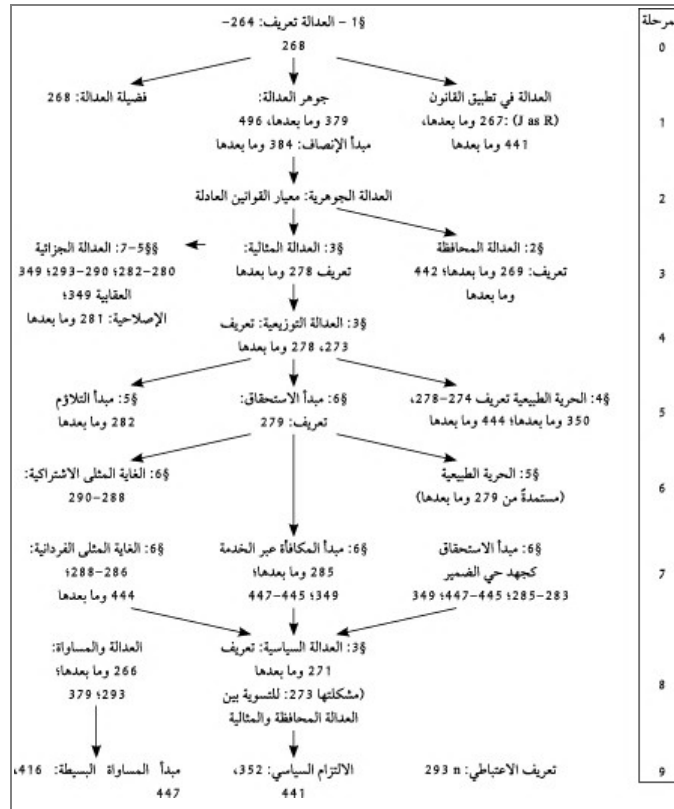 مرحلة
§1 – العدالة تعريف: 264-
268
0
العدالة في تطبيق القانون
(J as R): 267 وما بعدها،
441 وما بعدها
جوهر العدالة:
379 وما بعدها، 496
مبدأ الإنصاف: 384 وما بعدها
فضيلة العدالة: 268
1
العدالة الجوهرية: معيار القوانين العادلة
2
§2: العدالة المحافظة
تعريف: 269 وما بعدها؛ 442
وما بعدها
§3: العدالة المثالية:
تعريف 278 وما بعدها
§§5-7: العدالة الجزائية
280-282؛ 290-293؛ 349
العقابية 349؛
الإصلاحية: 281 وما بعدها
3
§3: العدالة التوزيعية: تعريف
273، 278 وما بعدها
4
§4: الحرية الطبيعية تعريف 274-278،
350 وما بعدها؛ 444 وما بعدها
§6: مبدأ الاستحقاق:
تعريف: 279
§5: مبدأ التلاؤم
282 وما بعدها
5
§5: الحرية الطبيعية
(مستمدةً من 279 وما بعدها)
§6: الغاية المثلى الاشتراكية:
288-290
6
§6: مبدأ الاستحقاق
كجهد حي الضمير
283-285؛ 445-447؛ 349
§6: مبدأ المكافأة عبر الخدمة
285 وما بعدها؛
349؛ 445-447
§6: الغاية المثلى الفردانية:
286-288؛
444 وما بعدها
7
§3: العدالة السياسية: تعريف
271 وما بعدها
(مشكلتها 273: للتسوية بين
العدالة المحافظة والمثالية
العدالة والمساواة:
266 وما بعدها؛
293؛ 379
8
تعريف الاعتباطي: 293 n
الالتزام السياسي: 352،
441
مبدأ المساواة البسيطة: 416،
447
9